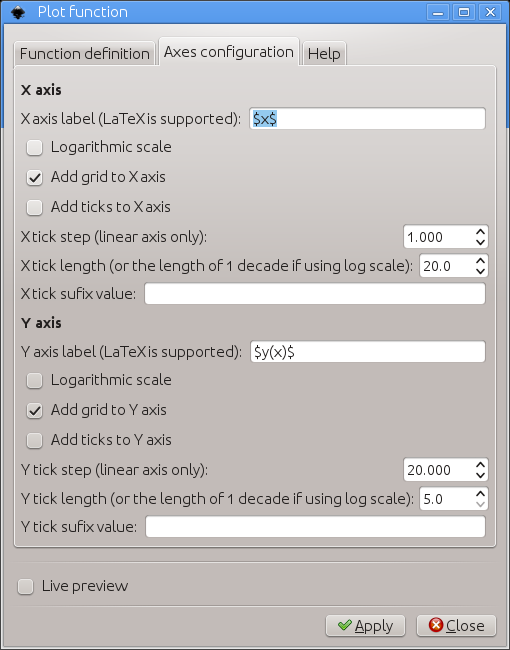 Plot function
Function definition Axes configuration Help
X axis
X axis label (LaTeX is supported): $x$
Logarithmic scale
Add grid to X axis
Add ticks to X axis
X tick step (linear axis only): 1.000
X tick length (or the length of 1 decade if using log scale): 20.0
X tick sufix value:
Y axis
Y axis label (LaTeX is supported): $y(x)$
Logarithmic scale
Add grid to Y axis
Add ticks to Y axis
Y tick step (linear axis only): 20.000
Y tick length (or the length of 1 decade if using log scale): 5.0
Y tick sufix value:
Live preview
Apply Close